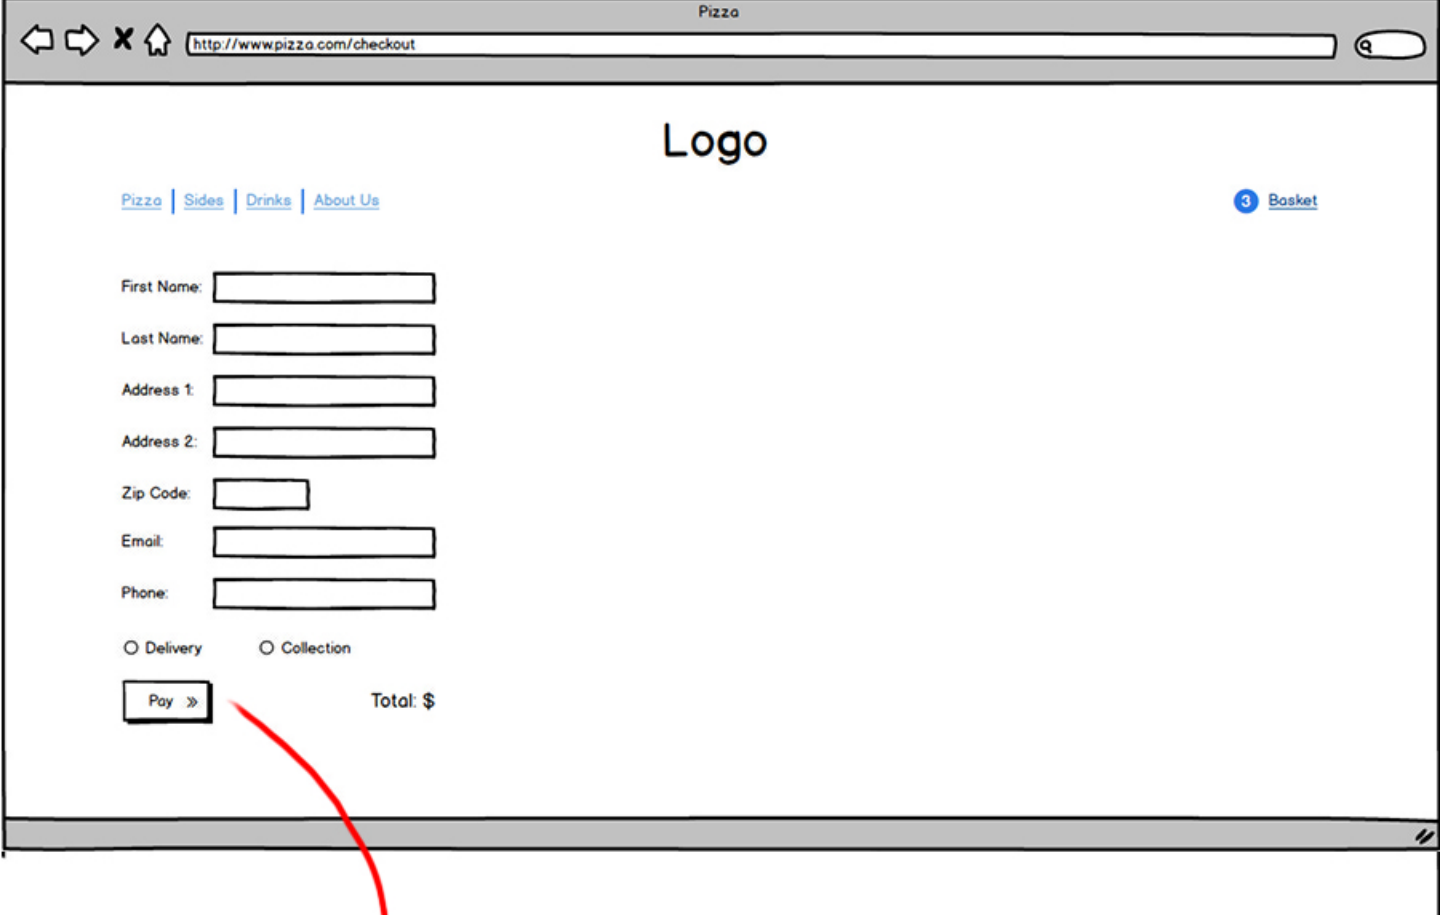 Pizza
http://www.pizza.com/checkout
Logo
Pizza Sides Drinks About Us 3 Basket
First Name:
Last Name:
Address 1:
Address 2:
Zip Code:
Email:
Phone:
Delivery Collection
Pay » Total: $